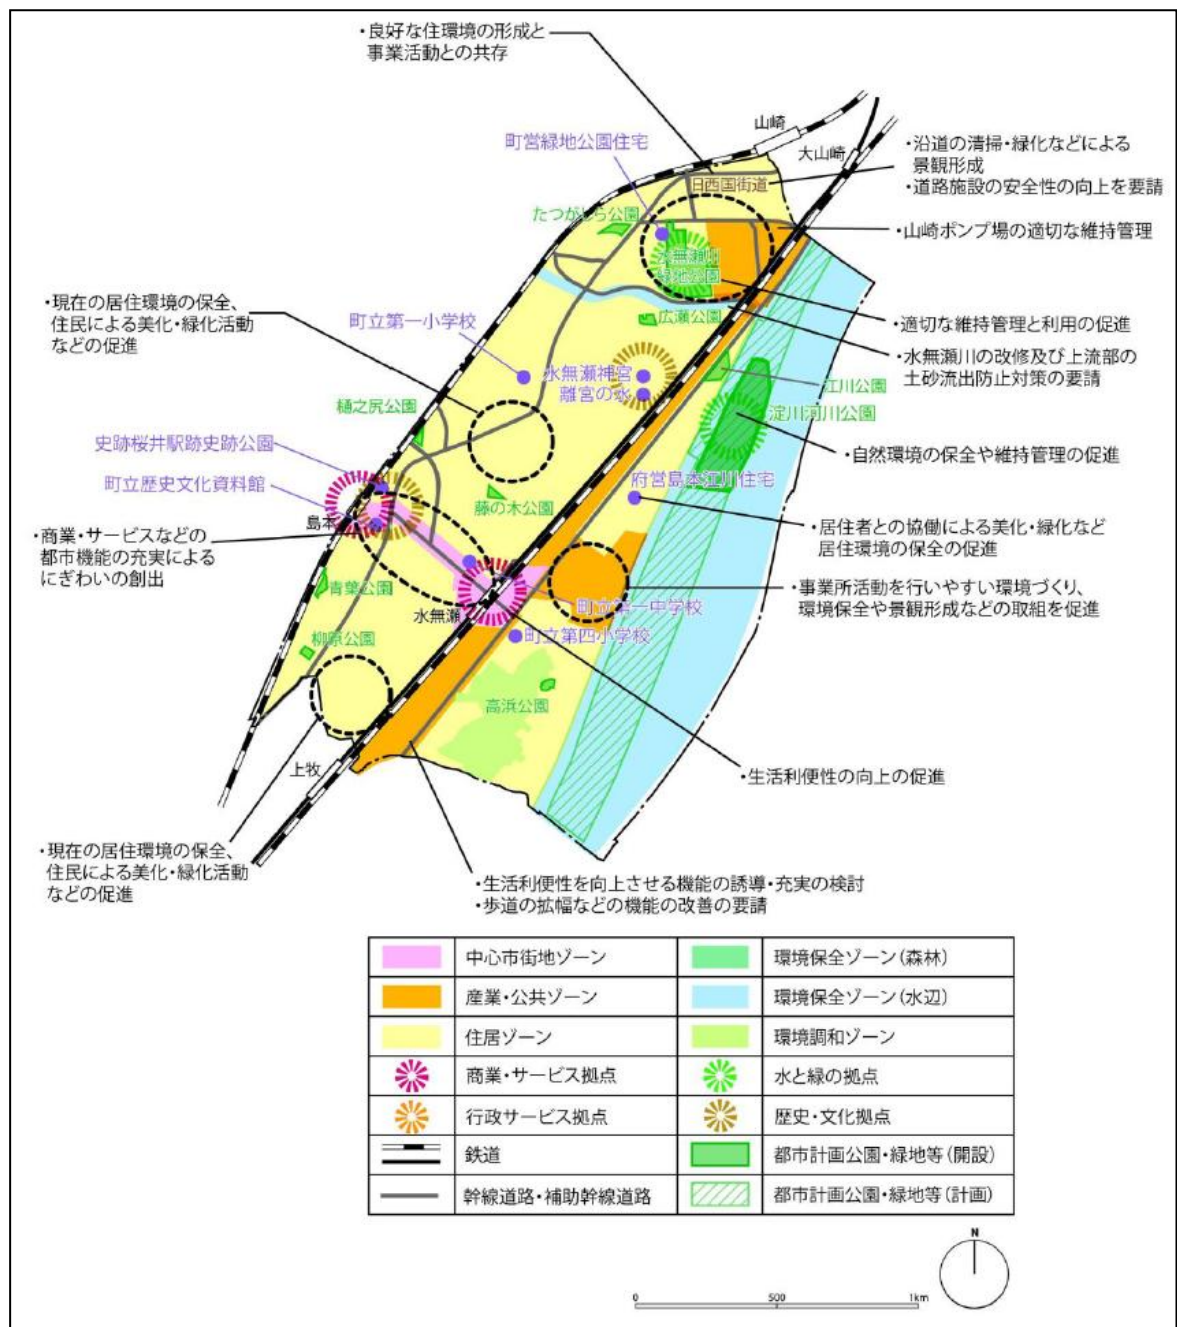 ・良好な住環境の形成と
事業活動との共存
山崎
大山崎
町営緑地公園住宅
・沿道の清掃・緑化などによる
景観形成
・道路施設の安全性の向上を要請
旧西国街道
たつがしら公園
・山崎ポンプ場の適切な維持管理
水無瀬川
緑地公園
・現在の居住環境の保全、
住民による美化・緑化活動
などの促進
町立第一小学校
広瀬公園
・適切な維持管理と利用の促進
・水無瀬川の改修及び上流部の
土砂流出防止対策の要請
水無瀬神宮
離宮の水
江川公園
樋之尻公園
淀川河川公園
史跡桜井駅跡史跡公園
・自然環境の保全や維持管理の促進
町立歴史文化資料館
府営島本江川住宅
藤の木公園
島本
・商業・サービスなどの
都市機能の充実による
にぎわいの創出
・居住者との協働による美化・緑化など
居住環境の保全の促進
青葉公園
・事業所活動を行いやすい環境づくり、
環境保全や景観形成などの取組を促進
水無瀬
町立第一中学校
町立第四小学校
柳原公園
高浜公園
上牧
・生活利便性の向上の促進
・現在の居住環境の保全、
住民による美化・緑化活動
などの促進
・生活利便性を向上させる機能の誘導・充実の検討
・歩道の拡幅などの機能の改善の要請
中心市街地ゾーン
環境保全ゾーン(森林)
産業・公共ゾーン
環境保全ゾーン(水辺)
住居ゾーン
環境調和ゾーン
商業・サービス拠点
水と緑の拠点
行政サービス拠点
歴史・文化拠点
鉄道
都市計画公園・緑地等(開設)
幹線道路・補助幹線道路
都市計画公園・緑地等(計画)
N
0 500 1km